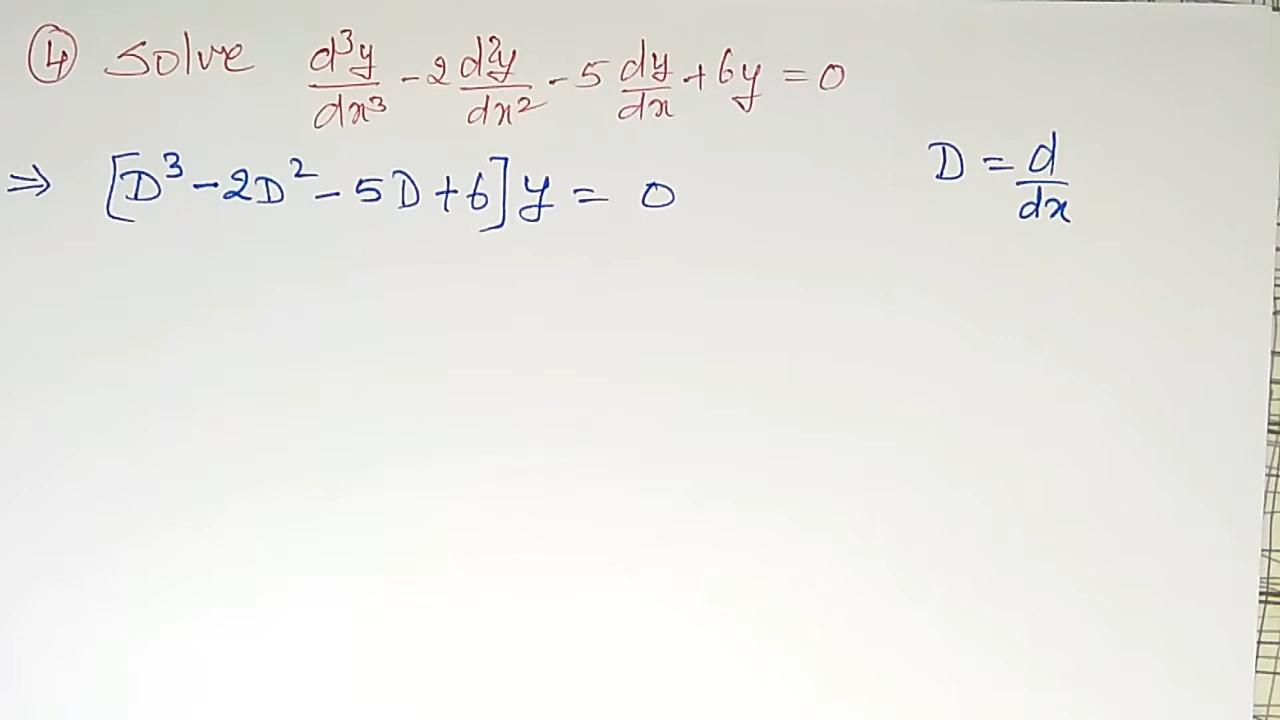 ④ Solve d³y/dx³ - 2 d²y/dx² - 5 dy/dx + 6y = 0
⇒ [D³ - 2D² - 5D + 6] y = 0
D = d/dx